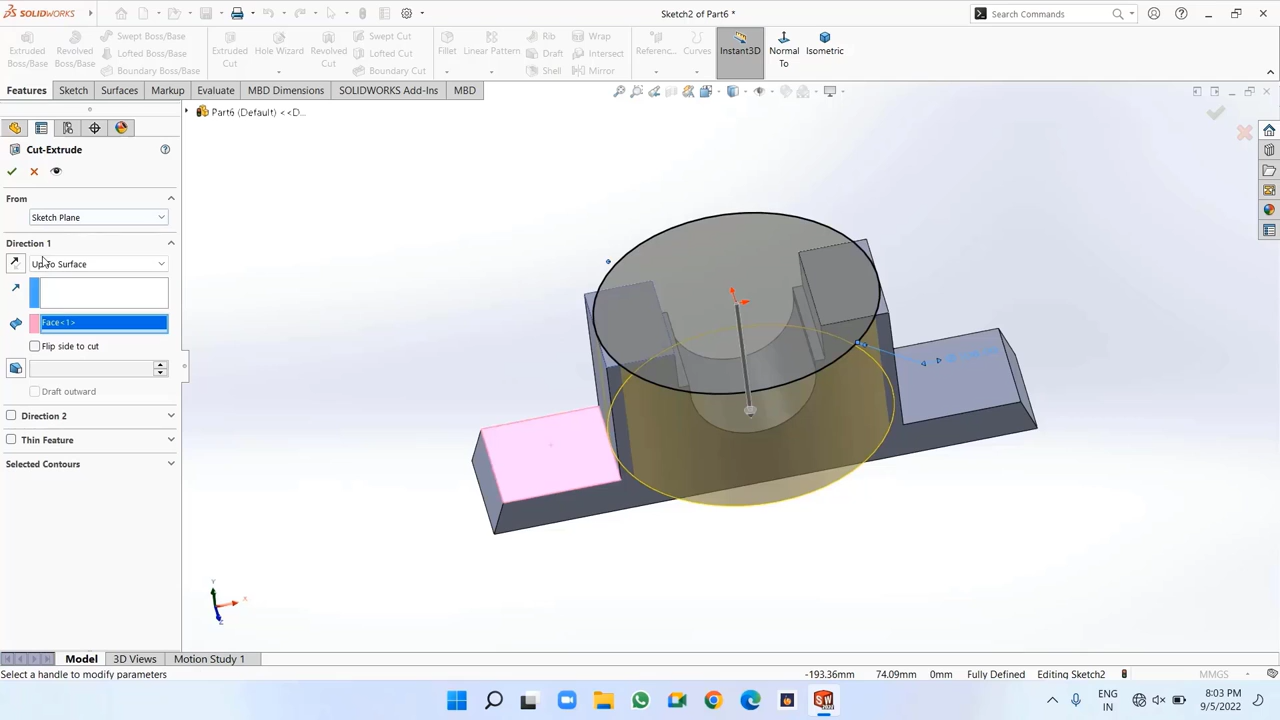 SOLIDWORKS
Sketch2 of Part6 *
Search Commands
Extruded Boss/Base
Revolved Boss/Base
Swept Boss/Base
Lofted Boss/Base
Boundary Boss/Base
Extruded Cut
Hole Wizard
Revolved Cut
Swept Cut
Lofted Cut
Boundary Cut
Fillet
Linear Pattern
Rib
Draft
Shell
Wrap
Intersect
Mirror
Referenc...
Curves
Instant3D
Normal To
Isometric
Features
Sketch
Surfaces
Markup
Evaluate
MBD Dimensions
SOLIDWORKS Add-Ins
MBD
Part6 (Default) <<D...
Cut-Extrude
From
Sketch Plane
Direction 1
Up To Surface
Face<1>
Flip side to cut
Draft outward
Direction 2
Thin Feature
Selected Contours
Y
X
Z
Model
3D Views
Motion Study 1
Select a handle to modify parameters
-193.36mm
74.09mm
0mm
Fully Defined
Editing Sketch2
MMGS
ENG
IN
8:03 PM
9/5/2022